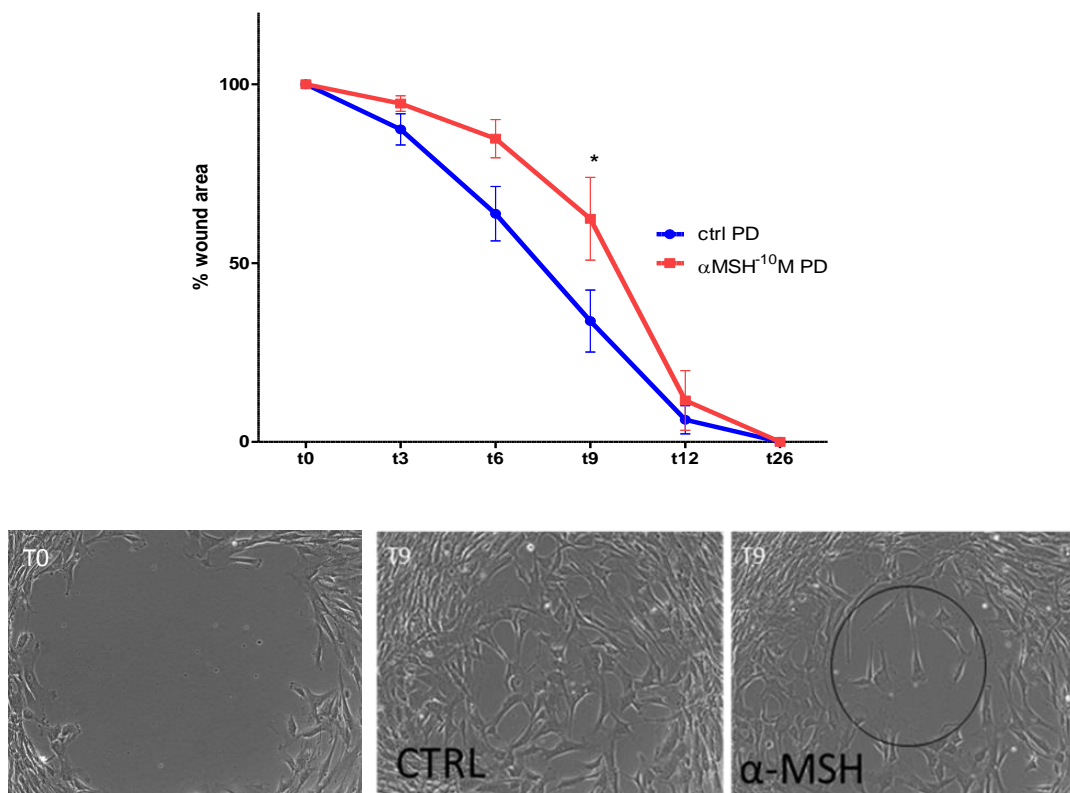 100
% wound area
50
0
*
ctrl PD
αMSH⁻¹⁰M PD
t0 t3 t6 t9 t12 t26
T0
T9
CTRL
T9
α-MSH